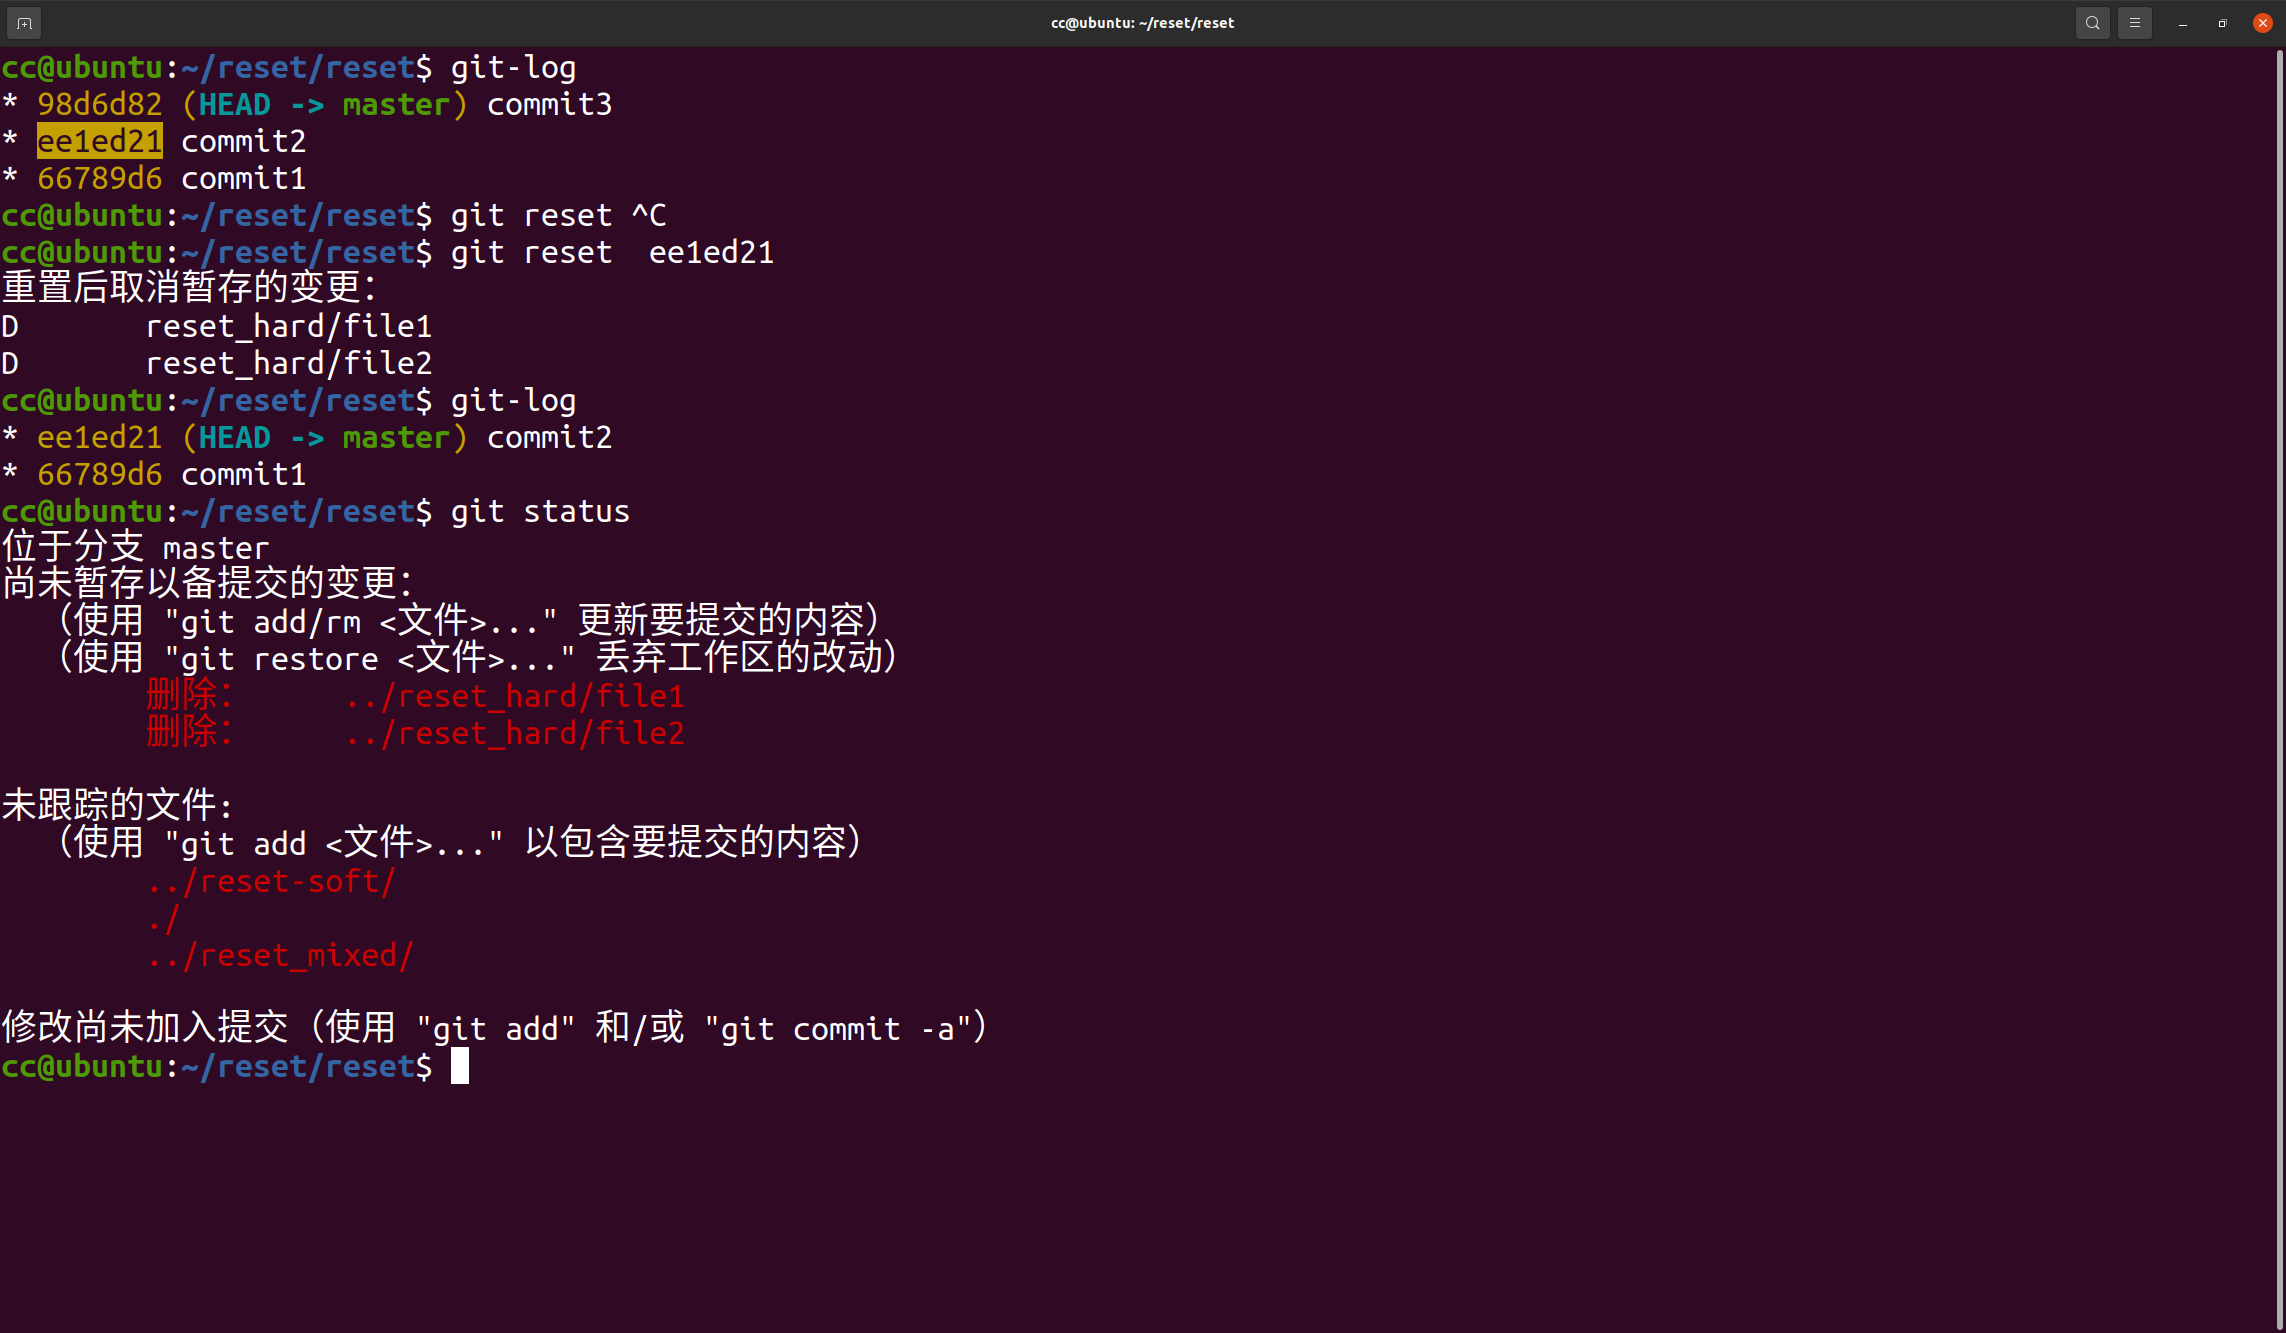 cc@ubuntu: ~/reset/reset
cc@ubuntu:~/reset/reset$ git-log
* 98d6d82 (HEAD -> master) commit3
* ee1ed21 commit2
* 66789d6 commit1
cc@ubuntu:~/reset/reset$ git reset ^C
cc@ubuntu:~/reset/reset$ git reset  ee1ed21
重置后取消暂存的变更：
D       reset_hard/file1
D       reset_hard/file2
cc@ubuntu:~/reset/reset$ git-log
* ee1ed21 (HEAD -> master) commit2
* 66789d6 commit1
cc@ubuntu:~/reset/reset$ git status
位于分支 master
尚未暂存以备提交的变更：
  （使用 "git add/rm <文件>..." 更新要提交的内容）
  （使用 "git restore <文件>..." 丢弃工作区的改动）
        删除：     ../reset_hard/file1
        删除：     ../reset_hard/file2
未跟踪的文件:
  （使用 "git add <文件>..." 以包含要提交的内容）
        ../reset-soft/
        ./
        ../reset_mixed/
修改尚未加入提交（使用 "git add" 和/或 "git commit -a"）
cc@ubuntu:~/reset/reset$